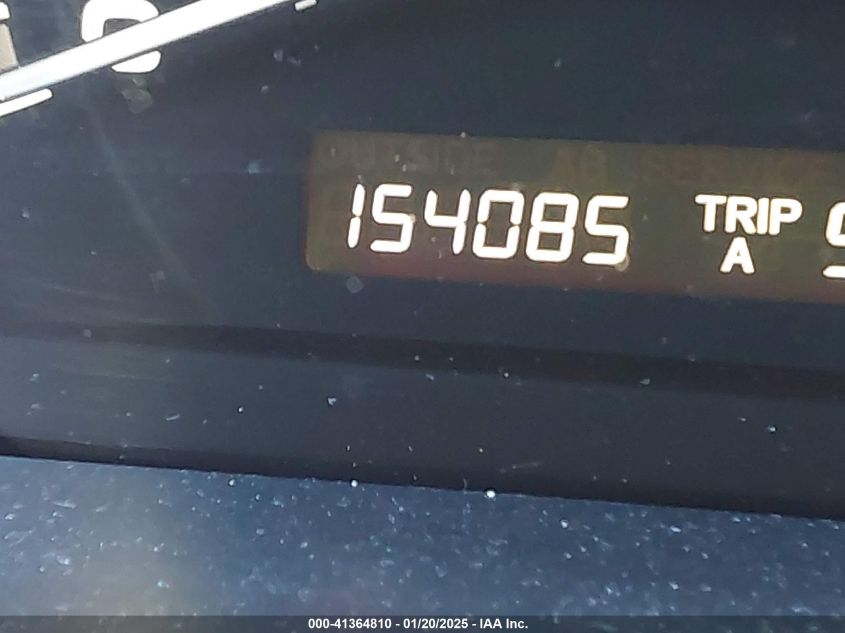 154085 TRIP
A
000-41364810 - 01/20/2025 - IAA Inc.